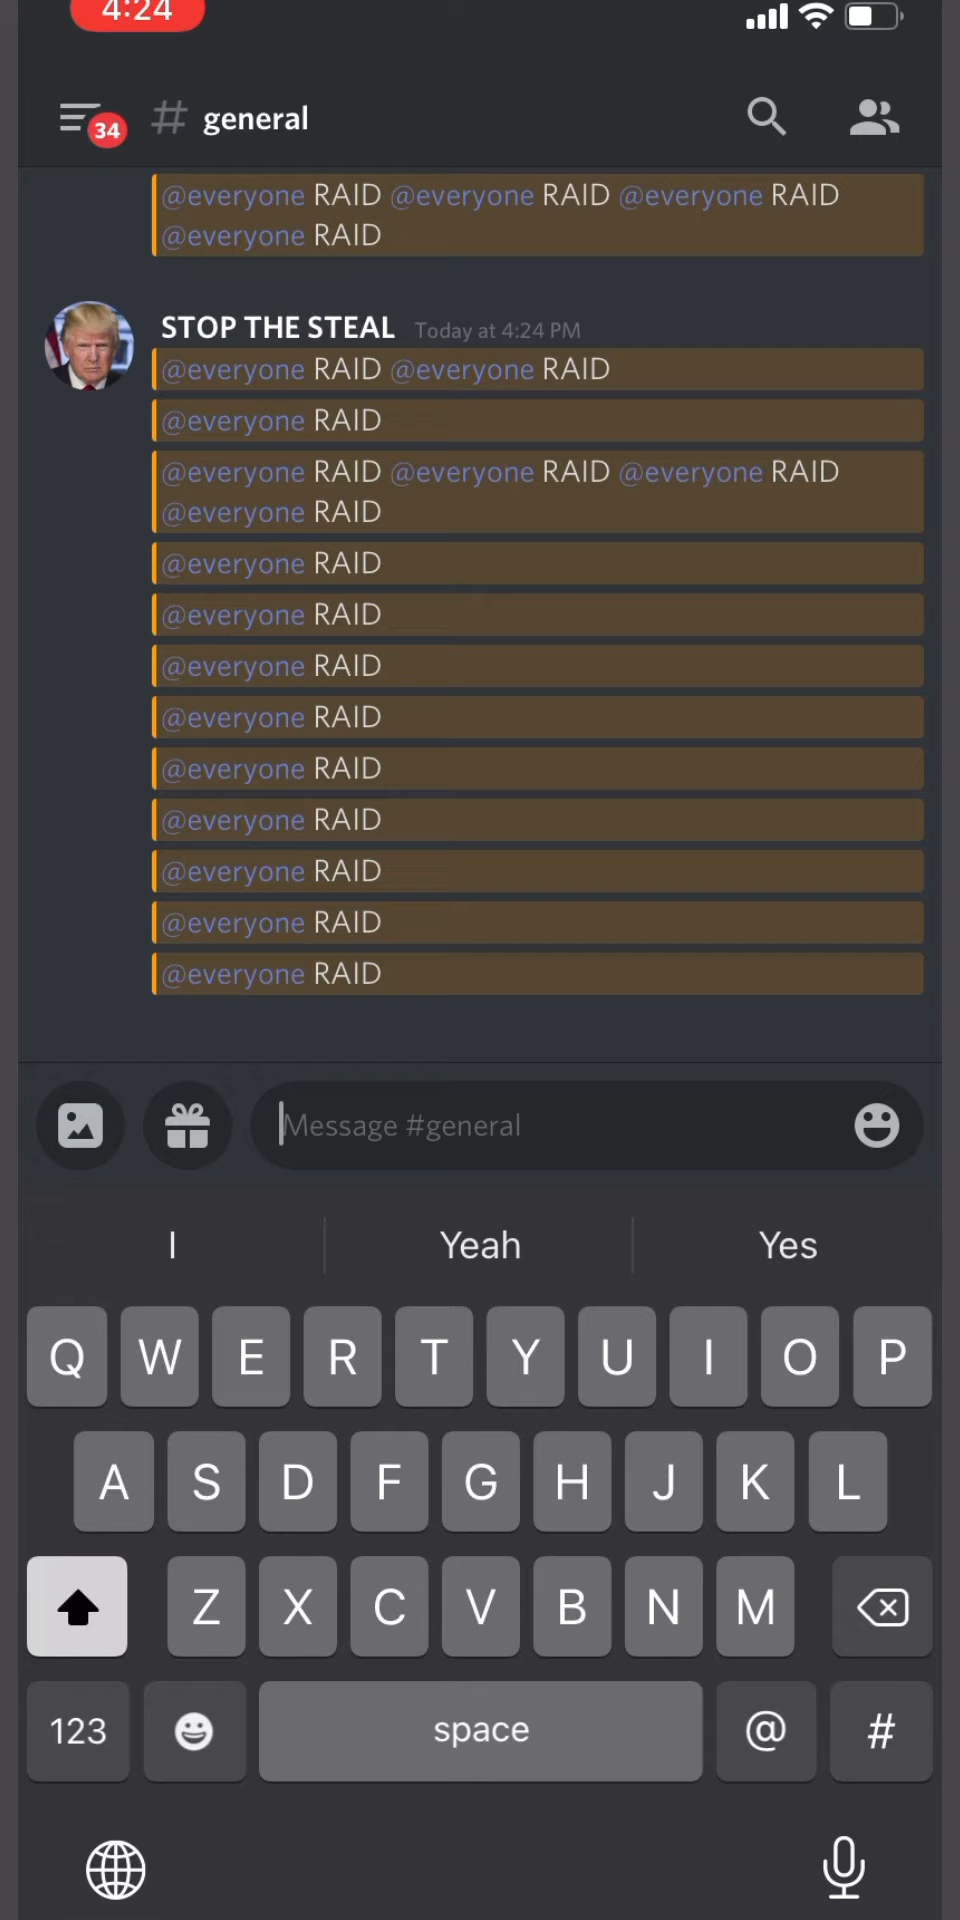 4:24
34
# general
@everyone RAID @everyone RAID @everyone RAID
@everyone RAID
STOP THE STEAL Today at 4:24 PM
@everyone RAID @everyone RAID
@everyone RAID
@everyone RAID @everyone RAID @everyone RAID
@everyone RAID
@everyone RAID
@everyone RAID
@everyone RAID
@everyone RAID
@everyone RAID
@everyone RAID
@everyone RAID
@everyone RAID
@everyone RAID
Message #general
I Yeah Yes
Q W E R T Y U I O P
A S D F G H J K L
Z X C V B N M
123 space @ #